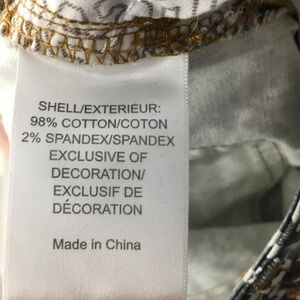 SHELL/EXTERIEUR:
98% COTTON/COTON
2% SPANDEX/SPANDEX
EXCLUSIVE OF
DECORATION/
EXCLUSIF DE
DÉCORATION
Made in China